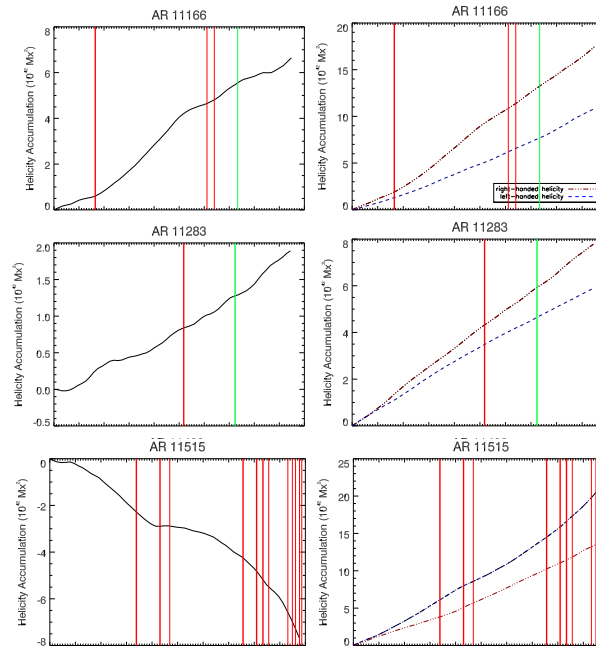 AR 11166
8
6
4
2
0
Helicity Accumulation (10⁴² Mx²)
AR 11166
20
15
10
5
0
Helicity Accumulation (10⁴² Mx²)
right-handed helicity
left-handed helicity
AR 11283
2.0
1.5
1.0
0.5
0.0
-0.5
Helicity Accumulation (10⁴² Mx²)
AR 11283
8
6
4
2
0
Helicity Accumulation (10⁴² Mx²)
AR 11515
0
-2
-4
-6
-8
Helicity Accumulation (10⁴² Mx²)
AR 11515
25
20
15
10
5
0
Helicity Accumulation (10⁴² Mx²)